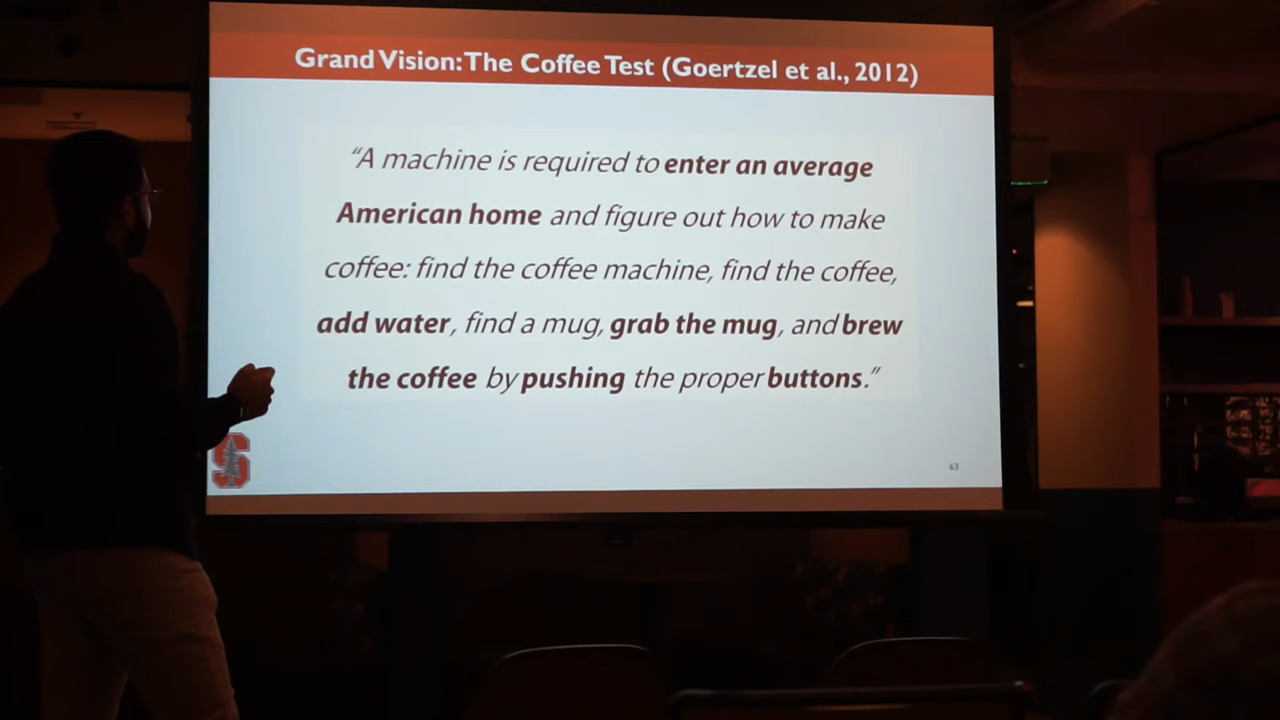 Grand Vision: The Coffee Test (Goertzel et al., 2012)
“A machine is required to enter an average
American home and figure out how to make
coffee: find the coffee machine, find the coffee,
add water, find a mug, grab the mug, and brew
the coffee by pushing the proper buttons.”
S
63